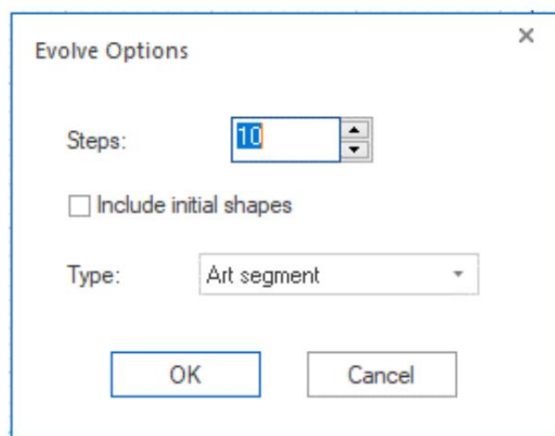 Evolve Options
Steps: 10
Include initial shapes
Type: Art segment
OK Cancel